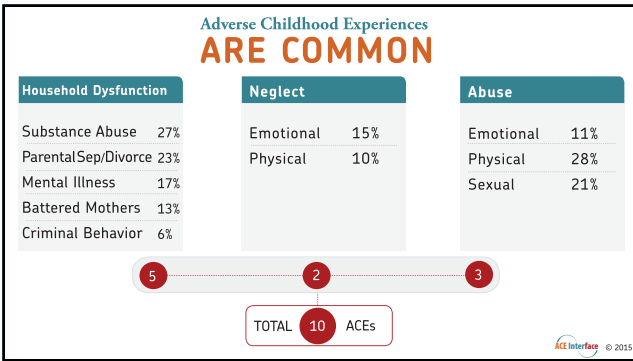 Adverse Childhood Experiences
ARE COMMON
Household Dysfunction
Substance Abuse 27%
ParentalSep/Divorce 23%
Mental Illness 17%
Battered Mothers 13%
Criminal Behavior 6%
Neglect
Emotional 15%
Physical 10%
Abuse
Emotional 11%
Physical 28%
Sexual 21%
5 2 3
TOTAL 10 ACEs
ACE Interface © 2015